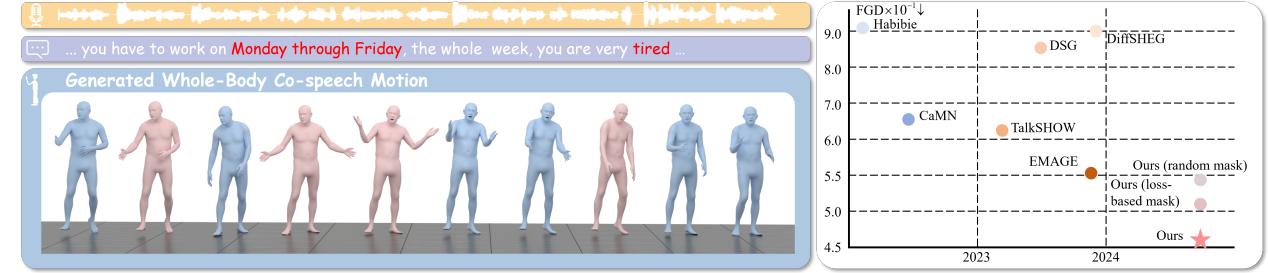 ... you have to work on Monday through Friday, the whole week, you are very tired ...
Generated Whole-Body Co-speech Motion
FGD×10⁻¹↓
Habibie
9.0
DiffSHEG
DSG
8.0
7.0
CaMN
TalkSHOW
6.0
EMAGE
Ours (random mask)
5.5
Ours (loss-
based mask)
5.0
Ours
4.5
2023
2024